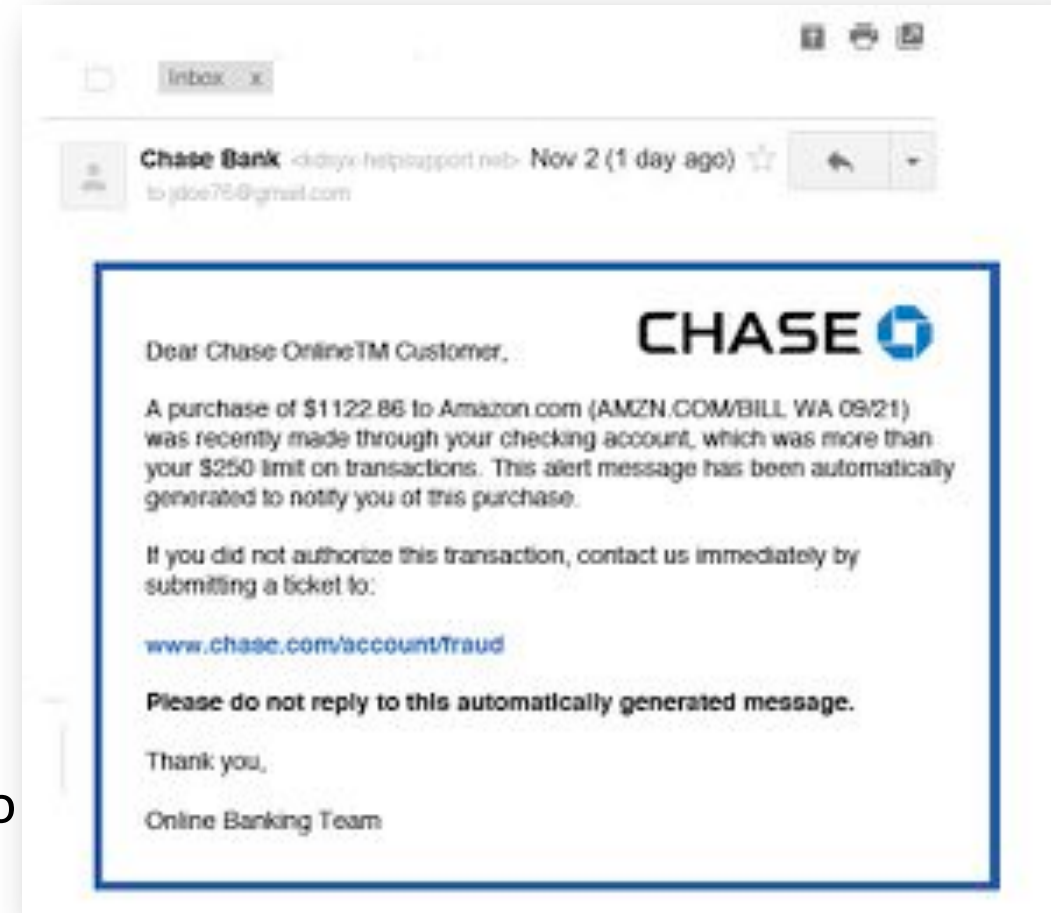 Inbox x
Chase Bank Nov 2 (1 day ago)
to jdoe76@gmail.com
CHASE
Dear Chase OnlineTM Customer,
A purchase of $1122.86 to Amazon.com (AMZN.COM/BILL WA 09/21)
was recently made through your checking account, which was more than
your $250 limit on transactions. This alert message has been automatically
generated to notify you of this purchase.
If you did not authorize this transaction, contact us immediately by
submitting a ticket to:
www.chase.com/account/fraud
Please do not reply to this automatically generated message.
Thank you,
Online Banking Team
o